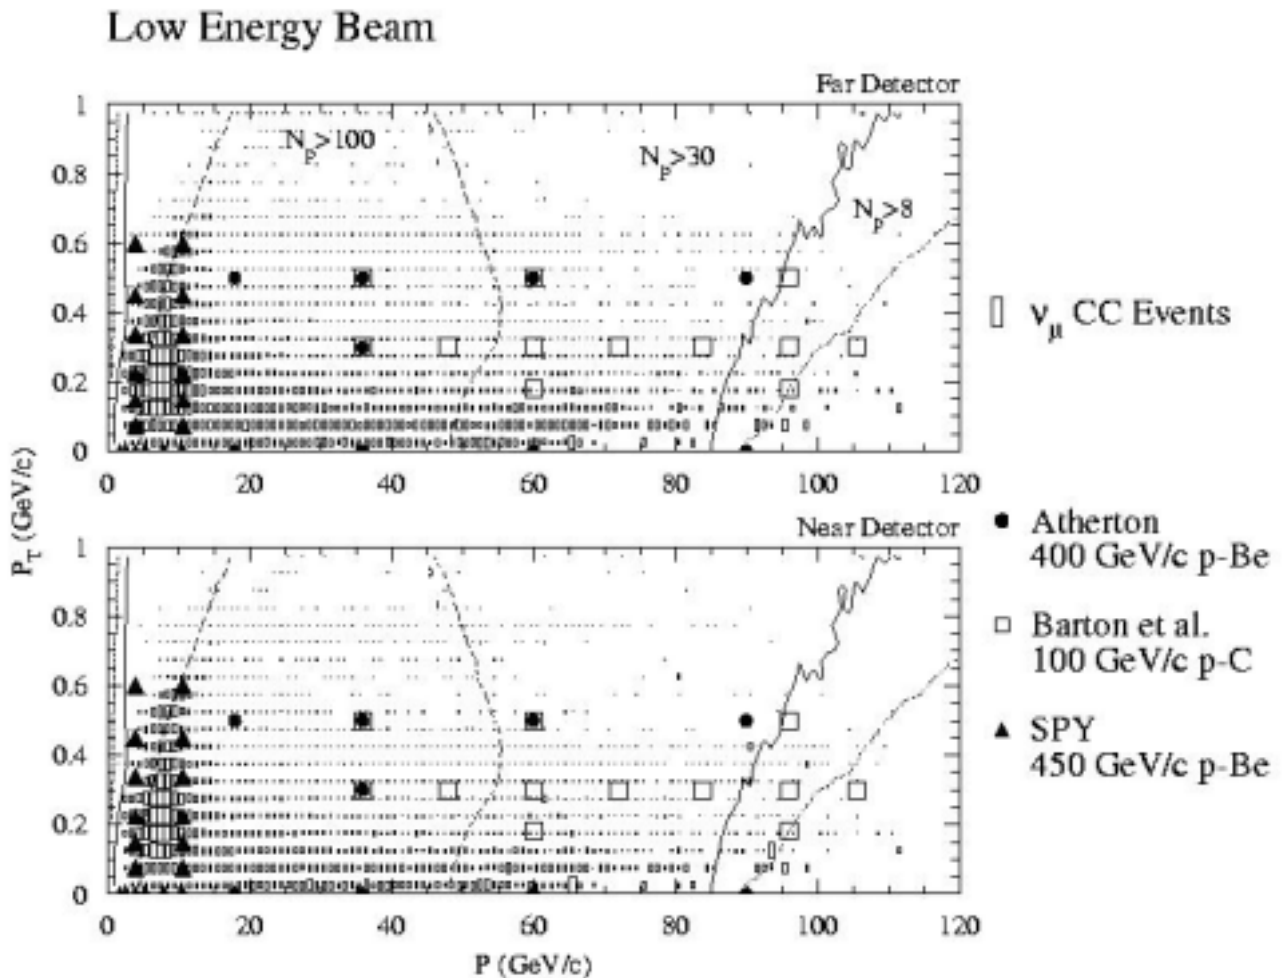 Low Energy Beam
Far Detector
1
0.8
0.6
0.4
0.2
0
N_P>100
N_P>30
N_P>8
0 20 40 60 80 100 120
ν_μ CC Events
Near Detector
1
0.8
0.6
0.4
0.2
0
0 20 40 60 80 100 120
P_T (GeV/c)
P (GeV/c)
Atherton
400 GeV/c p-Be
Barton et al.
100 GeV/c p-C
SPY
450 GeV/c p-Be